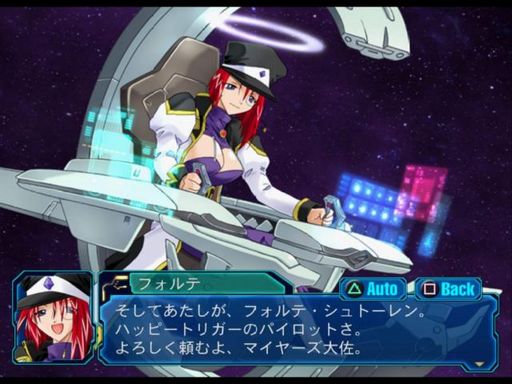 フォルテ
Auto
Back
そしてあたしが、フォルテ・シュトーレン。
ハッピートリガーのパイロットさ。
よろしく頼むよ、マイヤーズ大佐。